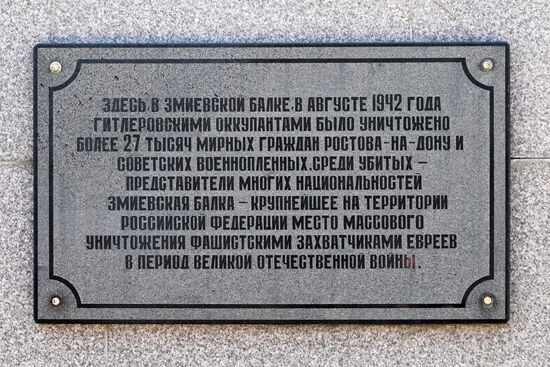 ЗДЕСЬ, В ЗМИЕВСКОЙ БАЛКЕ, В АВГУСТЕ 1942 ГОДА
ГИТЛЕРОВСКИМИ ОККУПАНТАМИ БЫЛО УНИЧТОЖЕНО
БОЛЕЕ 27 ТЫСЯЧ МИРНЫХ ГРАЖДАН РОСТОВА-НА-ДОНУ И
СОВЕТСКИХ ВОЕННОПЛЕННЫХ. СРЕДИ УБИТЫХ –
ПРЕДСТАВИТЕЛИ МНОГИХ НАЦИОНАЛЬНОСТЕЙ
ЗМИЕВСКАЯ БАЛКА – КРУПНЕЙШЕЕ НА ТЕРРИТОРИИ
РОССИЙСКОЙ ФЕДЕРАЦИИ МЕСТО МАССОВОГО
УНИЧТОЖЕНИЯ ФАШИСТСКИМИ ЗАХВАТЧИКАМИ ЕВРЕЕВ
В ПЕРИОД ВЕЛИКОЙ ОТЕЧЕСТВЕННОЙ ВОЙНЫ.